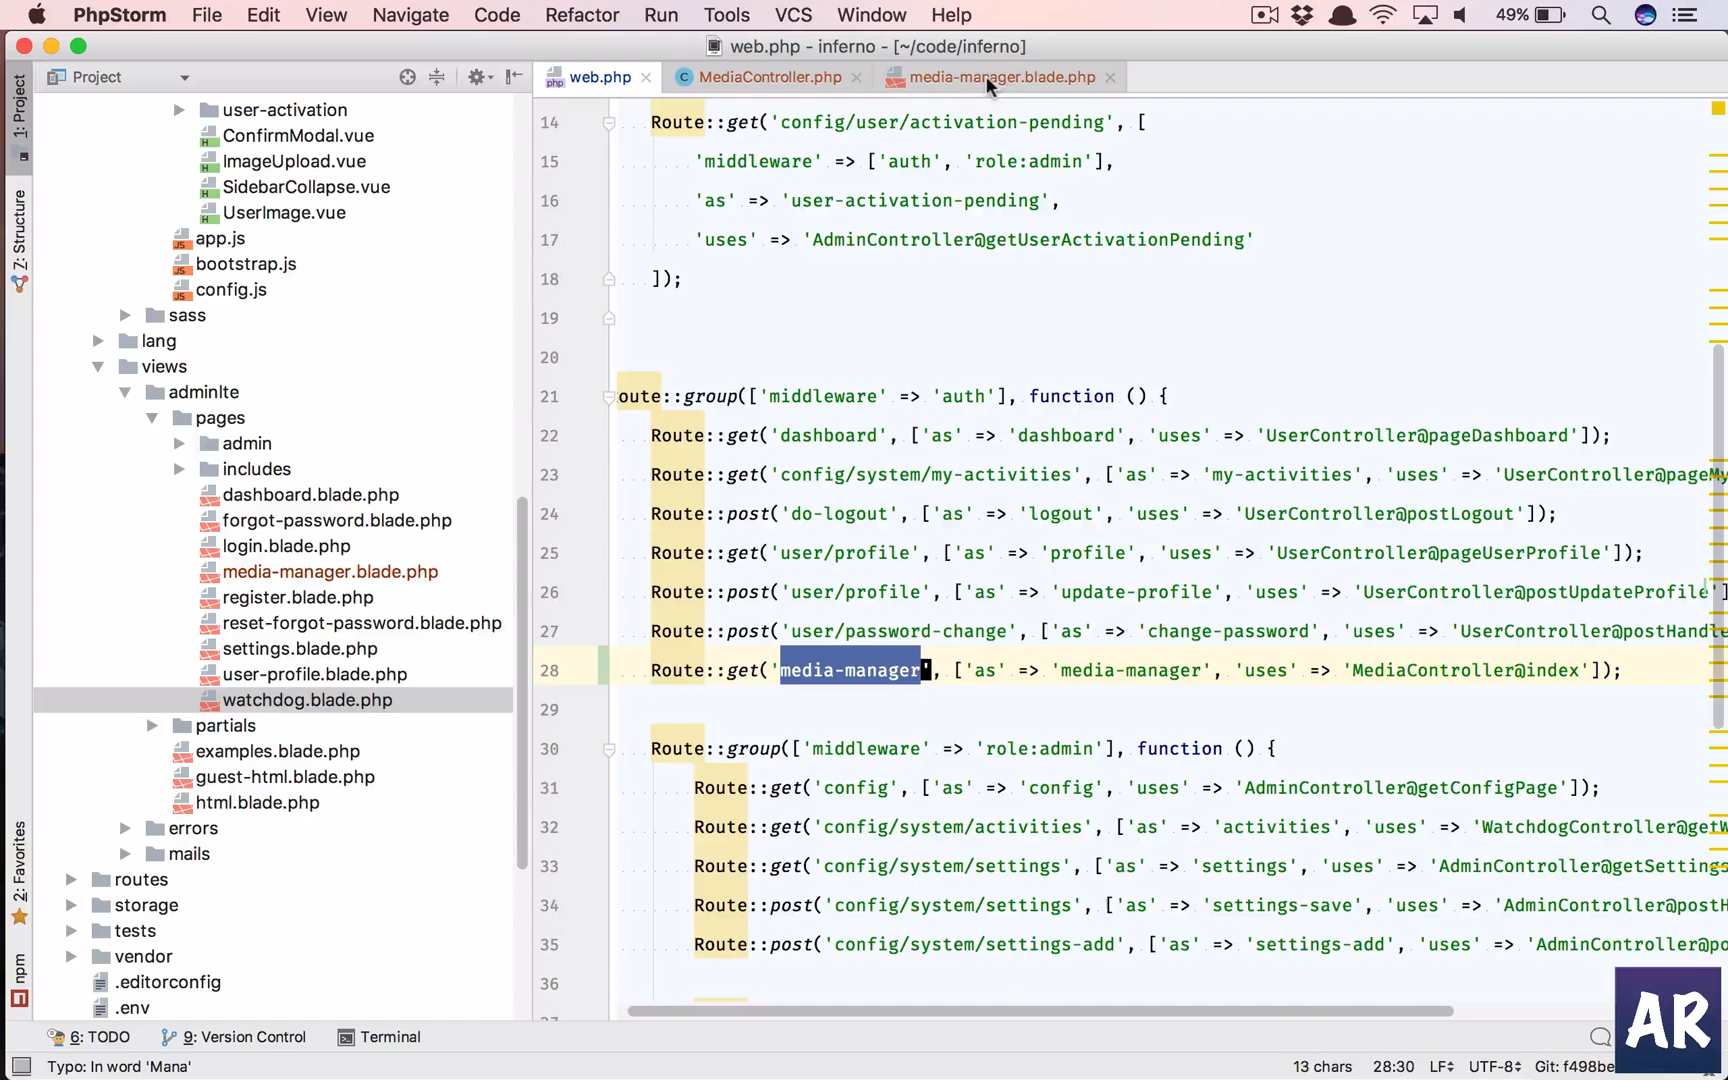 PhpStorm File Edit View Navigate Code Refactor Run Tools VCS Window Help 49%
web.php - inferno - [~/code/inferno]
Project web.php MediaController.php media-manager.blade.php
1: Project
7: Structure
2: Favorites
npm
user-activation
ConfirmModal.vue
ImageUpload.vue
SidebarCollapse.vue
UserImage.vue
app.js
bootstrap.js
config.js
sass
lang
views
adminlte
pages
admin
includes
dashboard.blade.php
forgot-password.blade.php
login.blade.php
media-manager.blade.php
register.blade.php
reset-forgot-password.blade.php
settings.blade.php
user-profile.blade.php
watchdog.blade.php
partials
examples.blade.php
guest-html.blade.php
html.blade.php
errors
mails
routes
storage
tests
vendor
.editorconfig
.env
14 Route::get('config/user/activation-pending', [
15 'middleware' => ['auth', 'role:admin'],
16 'as' => 'user-activation-pending',
17 'uses' => 'AdminController@getUserActivationPending'
18 ]);
19
20
21 oute::group(['middleware' => 'auth'], function () {
22 Route::get('dashboard', ['as' => 'dashboard', 'uses' => 'UserController@pageDashboard']);
23 Route::get('config/system/my-activities', ['as' => 'my-activities', 'uses' => 'UserController@pageMy
24 Route::post('do-logout', ['as' => 'logout', 'uses' => 'UserController@postLogout']);
25 Route::get('user/profile', ['as' => 'profile', 'uses' => 'UserController@pageUserProfile']);
26 Route::post('user/profile', ['as' => 'update-profile', 'uses' => 'UserController@postUpdateProfile']
27 Route::post('user/password-change', ['as' => 'change-password', 'uses' => 'UserController@postHandle
28 Route::get('media-manager', ['as' => 'media-manager', 'uses' => 'MediaController@index']);
29
30 Route::group(['middleware' => 'role:admin'], function () {
31 Route::get('config', ['as' => 'config', 'uses' => 'AdminController@getConfigPage']);
32 Route::get('config/system/activities', ['as' => 'activities', 'uses' => 'WatchdogController@getW
33 Route::get('config/system/settings', ['as' => 'settings', 'uses' => 'AdminController@getSettings
34 Route::post('config/system/settings', ['as' => 'settings-save', 'uses' => 'AdminController@postH
35 Route::post('config/system/settings-add', ['as' => 'settings-add', 'uses' => 'AdminController@po
36
6: TODO 9: Version Control Terminal
Typo: In word 'Mana' 13 chars 28:30 LF UTF-8 Git: f498be
AR